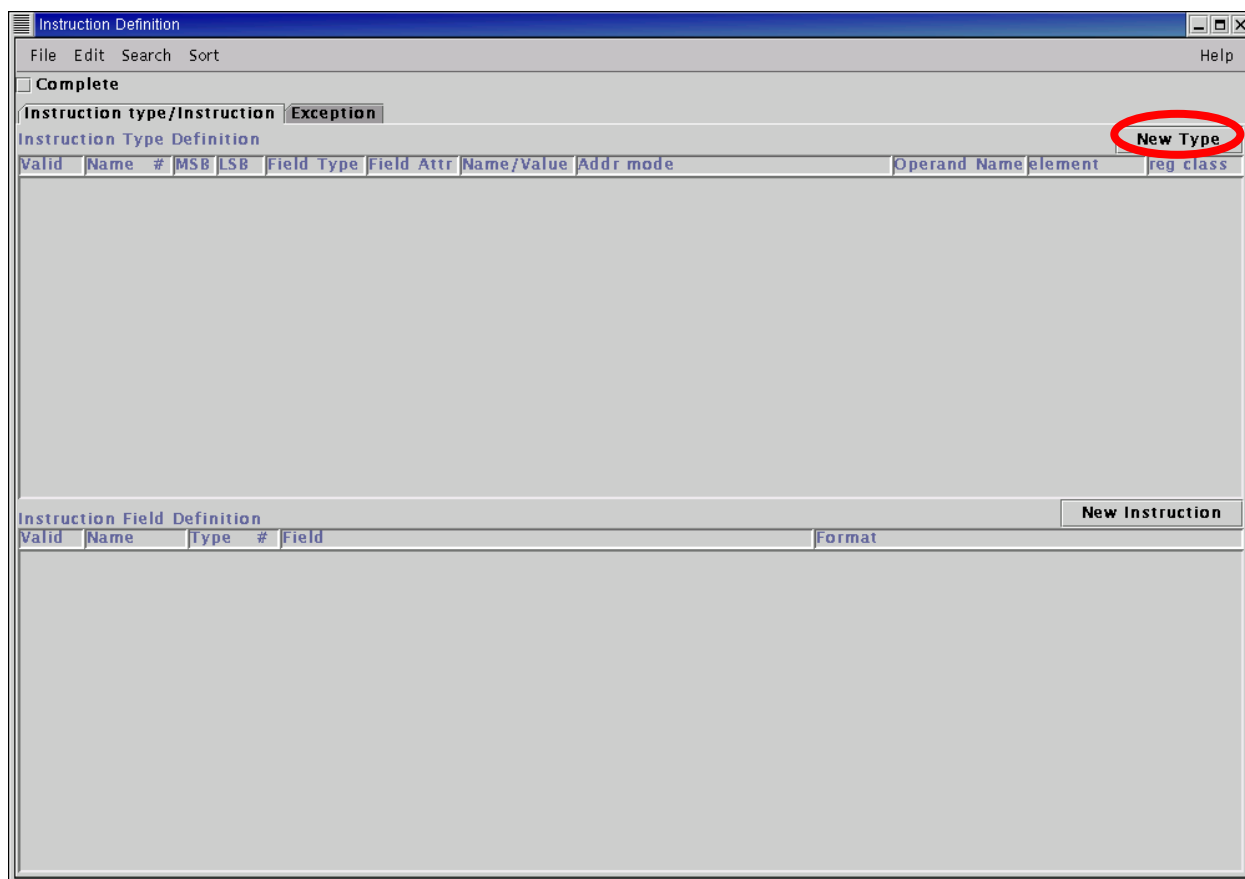 Instruction Definition
File Edit Search Sort Help
Complete
Instruction type/Instruction Exception
Instruction Type Definition New Type
Valid Name # MSB LSB Field Type Field Attr Name/Value Addr mode Operand Name element reg class
Instruction Field Definition New Instruction
Valid Name Type # Field Format